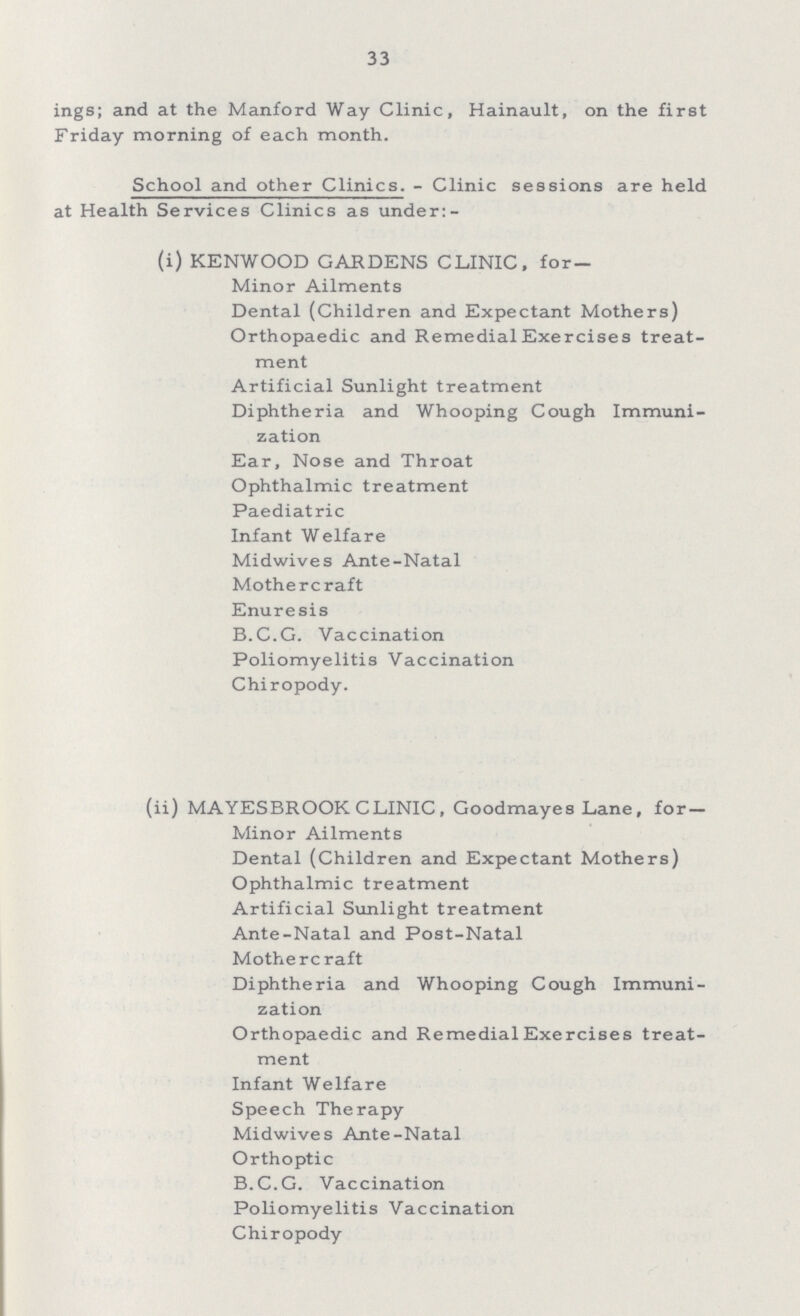 33
ings; and at the Manford Way Clinic, Hainault, on the first
Friday morning of each month.
School and other Clinics. - Clinic sessions are held
at Health Services Clinics as under:-
(i) KENWOOD GARDENS CLINIC, for—
Minor Ailments
Dental (Children and Expectant Mothers)
Orthopaedic and Remedial Exercises treat-
ment
Artificial Sunlight treatment
Diphtheria and Whooping Cough Immuni-
zation
Ear, Nose and Throat
Ophthalmic treatment
Paediatric
Infant Welfare
Midwives Ante-Natal
Mothercraft
Enuresis
B.C.G. Vaccination
Poliomyelitis Vaccination
Chiropody.
(ii) MAYESBROOK CLINIC, Goodmayes Lane, for—
Minor Ailments
Dental (Children and Expectant Mothers)
Ophthalmic treatment
Artificial Sunlight treatment
Ante-Natal and Post-Natal
Mothercraft
Diphtheria and Whooping Cough Immuni-
zation
Orthopaedic and Remedial Exercises treat-
ment
Infant Welfare
Speech Therapy
Midwives Ante-Natal
Orthoptic
B.C.G. Vaccination
Poliomyelitis Vaccination
Chiropody